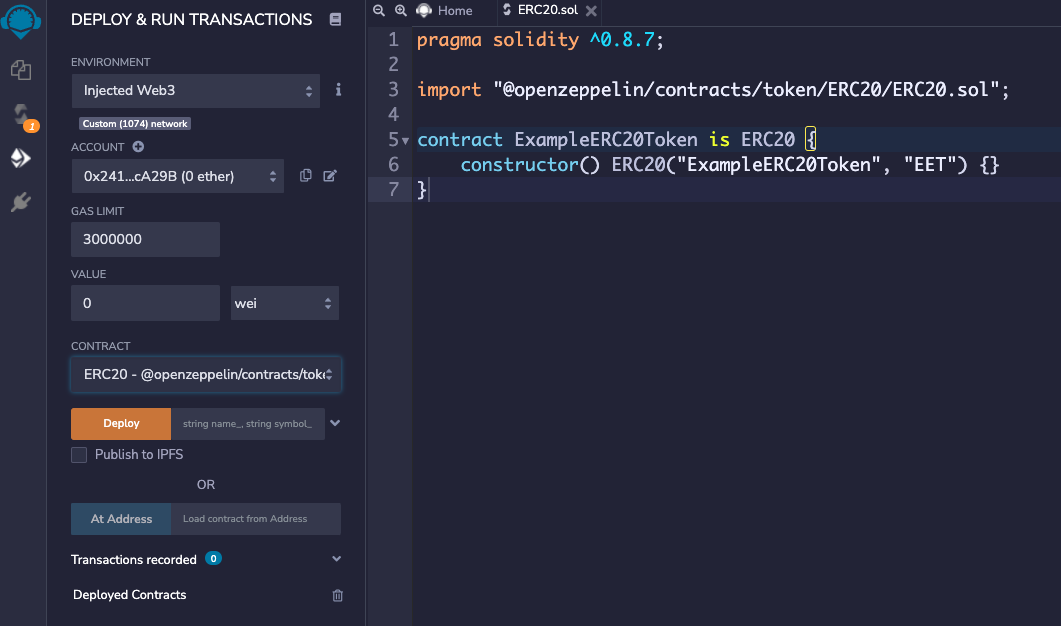 DEPLOY & RUN TRANSACTIONS
ENVIRONMENT
Injected Web3
i
Custom (1074) network
ACCOUNT
0x241...cA29B (0 ether)
GAS LIMIT
3000000
VALUE
0
wei
CONTRACT
ERC20 - @openzeppelin/contracts/toke
Deploy
string name_, string symbol_
Publish to IPFS
OR
At Address
Load contract from Address
Transactions recorded 0
Deployed Contracts
1
Home
ERC20.sol
1 pragma solidity ^0.8.7;
2
3 import "@openzeppelin/contracts/token/ERC20/ERC20.sol";
4
5 contract ExampleERC20Token is ERC20 {
6 constructor() ERC20("ExampleERC20Token", "EET") {}
7 }